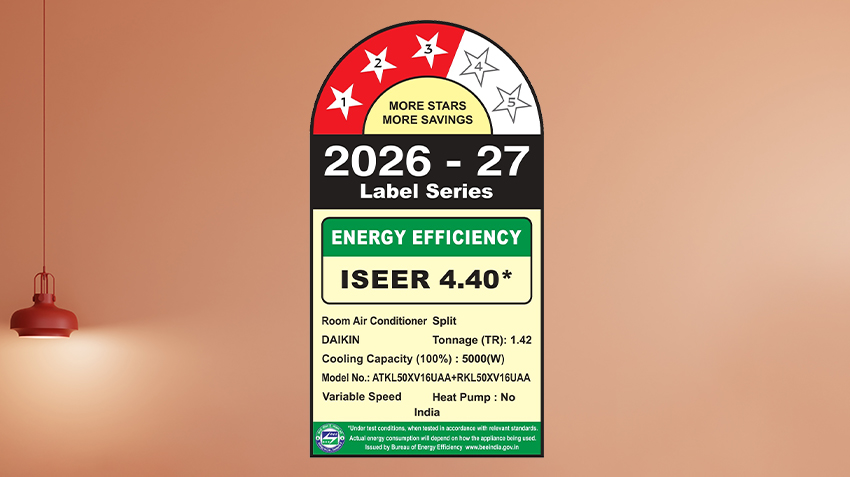 1
2
3
4
5
MORE STARS
MORE SAVINGS
2026 - 27
Label Series
ENERGY EFFICIENCY
ISEER 4.40*
Room Air Conditioner Split
DAIKIN Tonnage (TR): 1.42
Cooling Capacity (100%) : 5000(W)
Model No.: ATKL50XV16UAA+RKL50XV16UAA
Variable Speed Heat Pump : No
India
*Under test conditions, when tested in accordance with relevant standards.
Actual energy consumption will depend on how the appliance being used.
Issued by Bureau of Energy Efficiency www.beeindia.gov.in